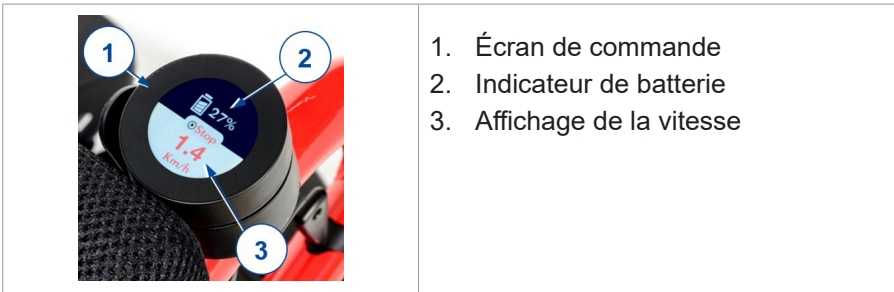 1
2
27%
Stop
1.4
Km/h
3
1. Écran de commande
2. Indicateur de batterie
3. Affichage de la vitesse